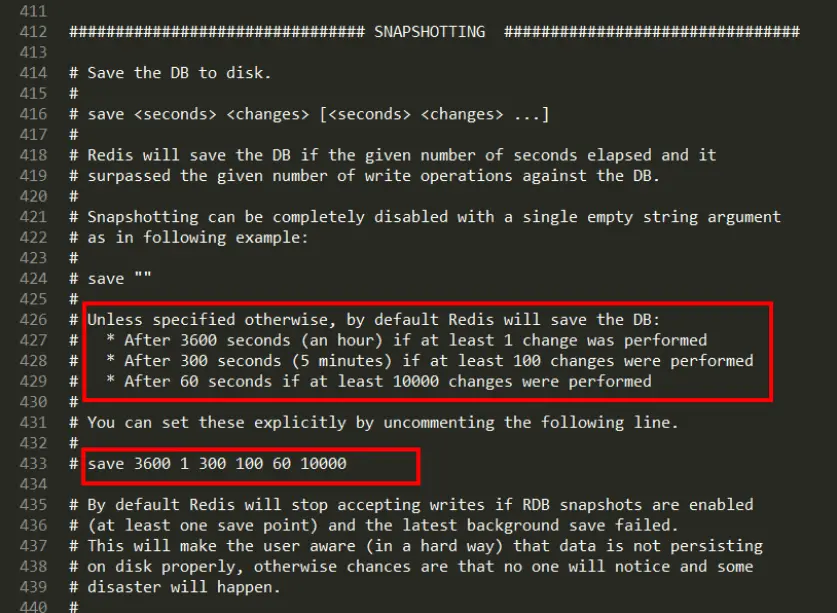 411
412 ################################ SNAPSHOTTING ################################
413
414 # Save the DB to disk.
415 #
416 # save <seconds> <changes> [<seconds> <changes> ...]
417 #
418 # Redis will save the DB if the given number of seconds elapsed and it
419 # surpassed the given number of write operations against the DB.
420 #
421 # Snapshotting can be completely disabled with a single empty string argument
422 # as in following example:
423 #
424 # save ""
425 #
426 # Unless specified otherwise, by default Redis will save the DB:
427 #   * After 3600 seconds (an hour) if at least 1 change was performed
428 #   * After 300 seconds (5 minutes) if at least 100 changes were performed
429 #   * After 60 seconds if at least 10000 changes were performed
430 #
431 # You can set these explicitly by uncommenting the following line.
432 #
433 # save 3600 1 300 100 60 10000
434
435 # By default Redis will stop accepting writes if RDB snapshots are enabled
436 # (at least one save point) and the latest background save failed.
437 # This will make the user aware (in a hard way) that data is not persisting
438 # on disk properly, otherwise chances are that no one will notice and some
439 # disaster will happen.
440 #